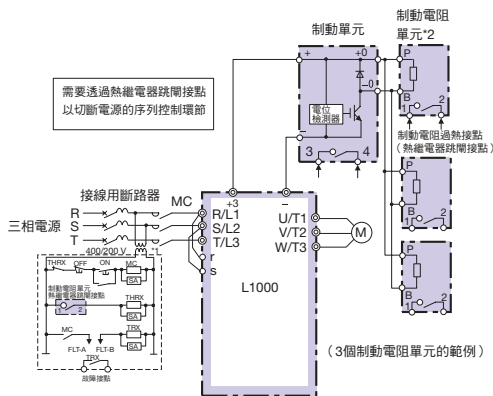 制動單元
制動電阻
單元*2
+
+0
P
−0
B
1
2
電位
檢測器
−
3
4
制動電阻過熱接點
(熱繼電器跳閘接點)
需要透過熱繼電器跳閘接點
以切斷電源的序列控制環節
P
B
1
2
P
B
1
2
接線用斷路器
MC
+3
−
三相電源
R
S
T
R/L1
S/L2
T/L3
r
s
U/T1
V/T2
W/T3
M
L1000
400/200 V
*1
THRX
OFF
ON
MC
SA
制動電阻單元
熱繼電器跳閘接點
1
2
THRX
SA
MC
FLT-A
FLT-B
TRX
SA
TRX
故障接點
(3個制動電阻單元的範例)